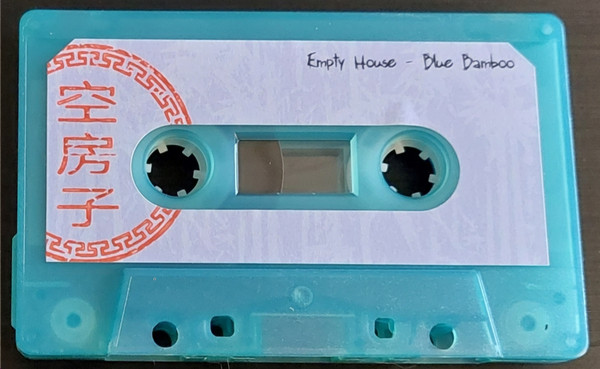 Empty House - Blue Bamboo
空房子